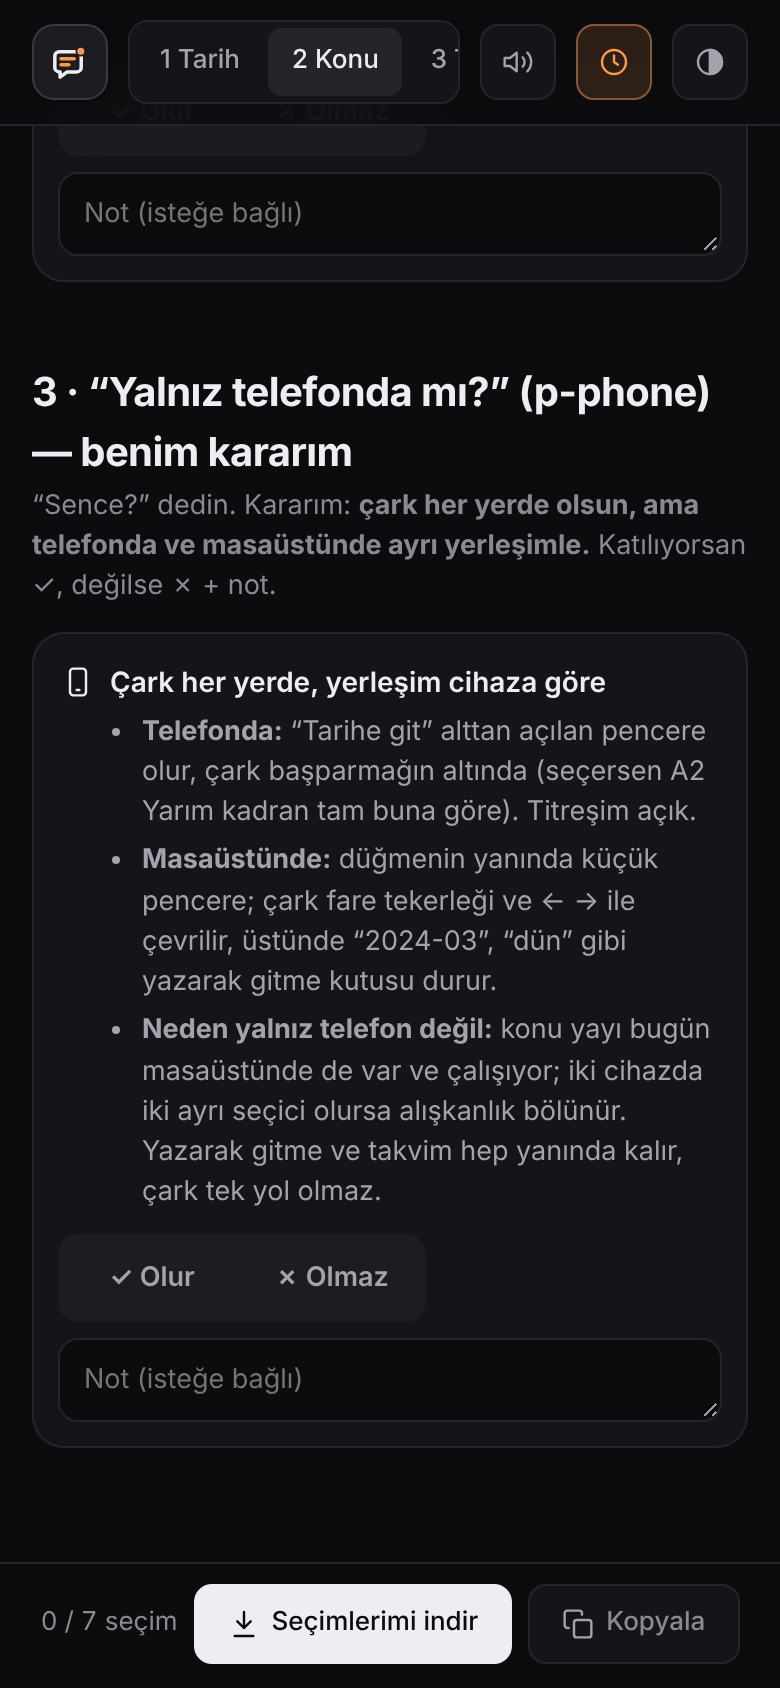 1 Tarih
2 Konu
3
✓ Olur × Olmaz
Not (isteğe bağlı)
3 · “Yalnız telefonda mı?” (p-phone)
— benim kararım
“Sence?” dedin. Kararım: çark her yerde olsun, ama
telefonda ve masaüstünde ayrı yerleşimle. Katılıyorsan
✓, değilse × + not.
Çark her yerde, yerleşim cihaza göre
• Telefonda: “Tarihe git” alttan açılan pencere
olur, çark başparmağın altında (seçersen A2
Yarım kadran tam buna göre). Titreşim açık.
• Masaüstünde: düğmenin yanında küçük
pencere; çark fare tekerleği ve ← → ile
çevrilir, üstünde “2024-03”, “dün” gibi
yazarak gitme kutusu durur.
• Neden yalnız telefon değil: konu yayı bugün
masaüstünde de var ve çalışıyor; iki cihazda
iki ayrı seçici olursa alışkanlık bölünür.
Yazarak gitme ve takvim hep yanında kalır,
çark tek yol olmaz.
✓ Olur × Olmaz
Not (isteğe bağlı)
0 / 7 seçim
Seçimlerimi indir
Kopyala